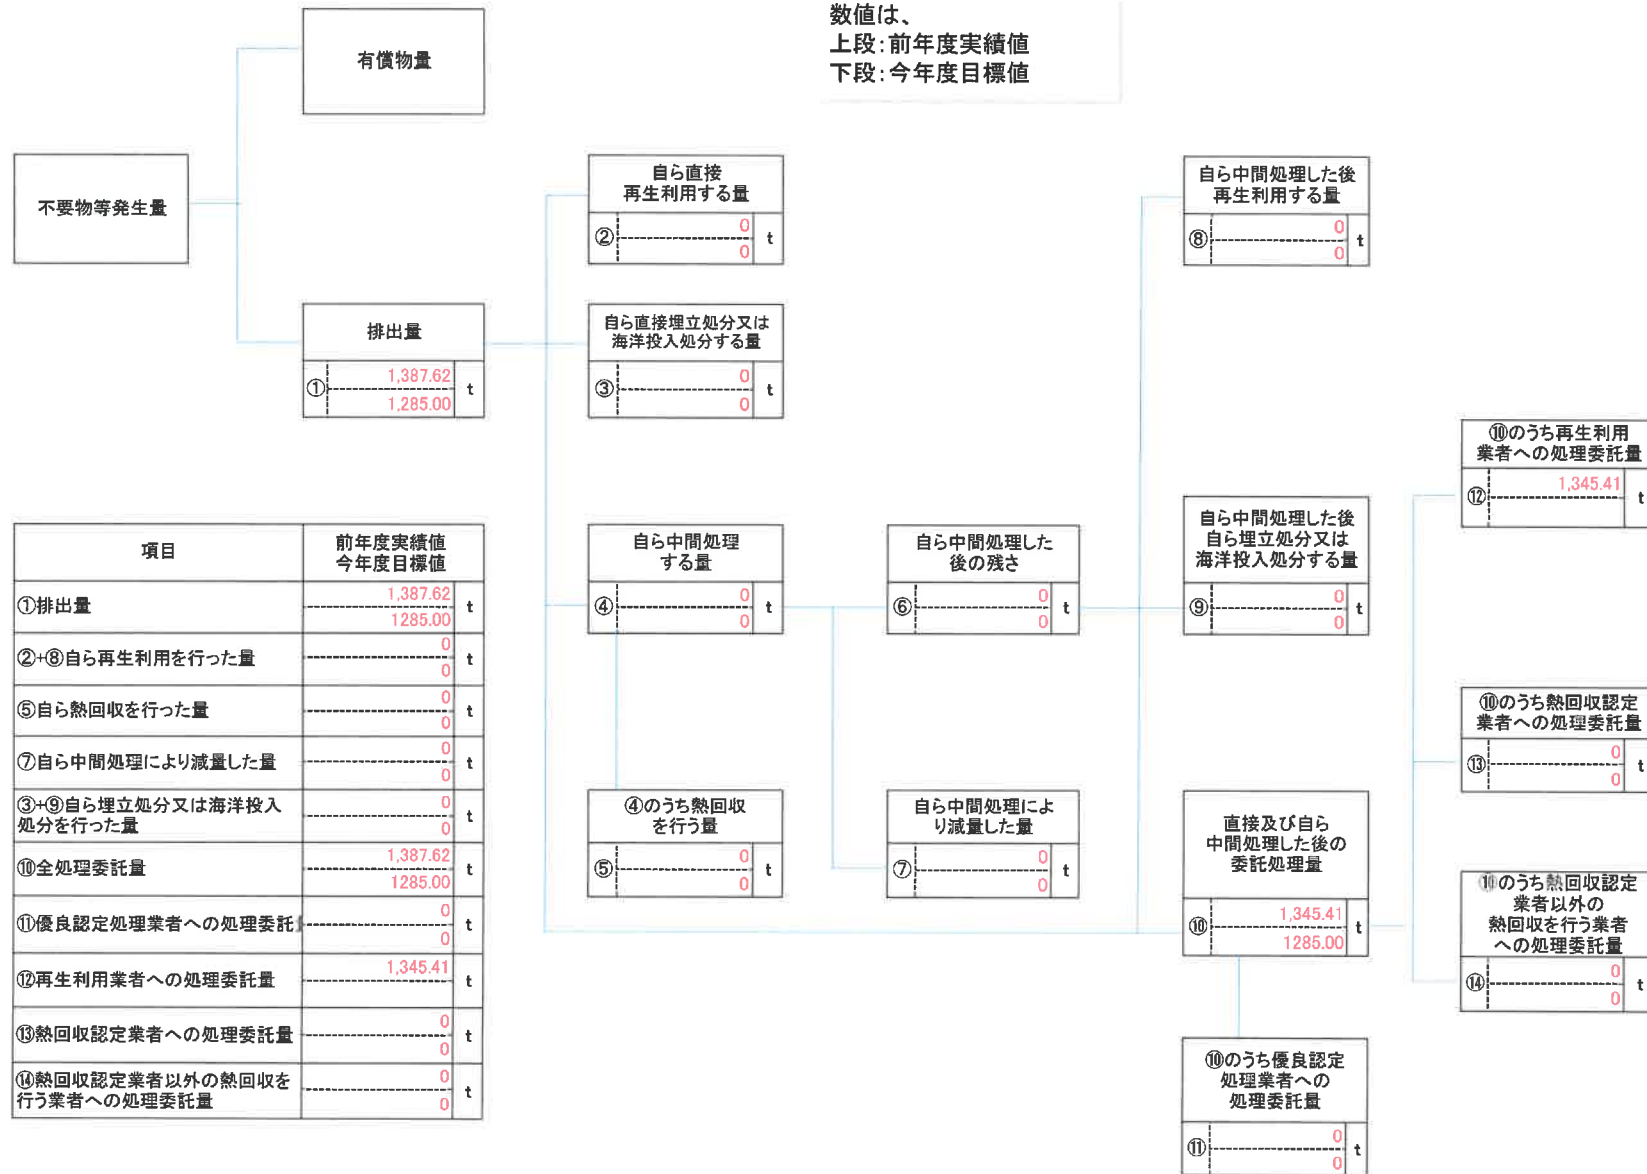 数値は、
上段:前年度実績値
下段:今年度目標値
有償物量
不要物等発生量
排出量
① 1,387.62 t
1,285.00
自ら直接
再生利用する量
② 0 t
0
自ら直接埋立処分又は
海洋投入処分する量
③ 0 t
0
自ら中間処理した後
再生利用する量
⑧ 0 t
0
自ら中間処理
する量
④ 0 t
0
自ら中間処理した
後の残さ
⑥ 0 t
0
自ら中間処理した後
自ら埋立処分又は
海洋投入処分する量
⑨ 0 t
0
⑩のうち再生利用
業者への処理委託量
⑫ 1,345.41 t
⑩のうち熱回収認定
業者への処理委託量
⑬ 0 t
0
④のうち熱回収
を行う量
⑤ 0 t
0
自ら中間処理によ
り減量した量
⑦ 0 t
0
直接及び自ら
中間処理した後の
委託処理量
⑩ 1,345.41 t
1285.00
⑩のうち熱回収認定
業者以外の
熱回収を行う業者
への処理委託量
⑭ 0 t
0
⑩のうち優良認定
処理業者への
処理委託量
⑪ 0 t
0
項目 前年度実績値
今年度目標値
①排出量 1,387.62 t
1285.00
②+⑧自ら再生利用を行った量 0 t
0
⑤自ら熱回収を行った量 0 t
0
⑦自ら中間処理により減量した量 0 t
0
③+⑨自ら埋立処分又は海洋投入
処分を行った量 0 t
0
⑩全処理委託量 1,387.62 t
1285.00
⑪優良認定処理業者への処理委託 0 t
0
⑫再生利用業者への処理委託量 1,345.41 t
⑬熱回収認定業者への処理委託量 0 t
0
⑭熱回収認定業者以外の熱回収を
行う業者への処理委託量 0 t
0